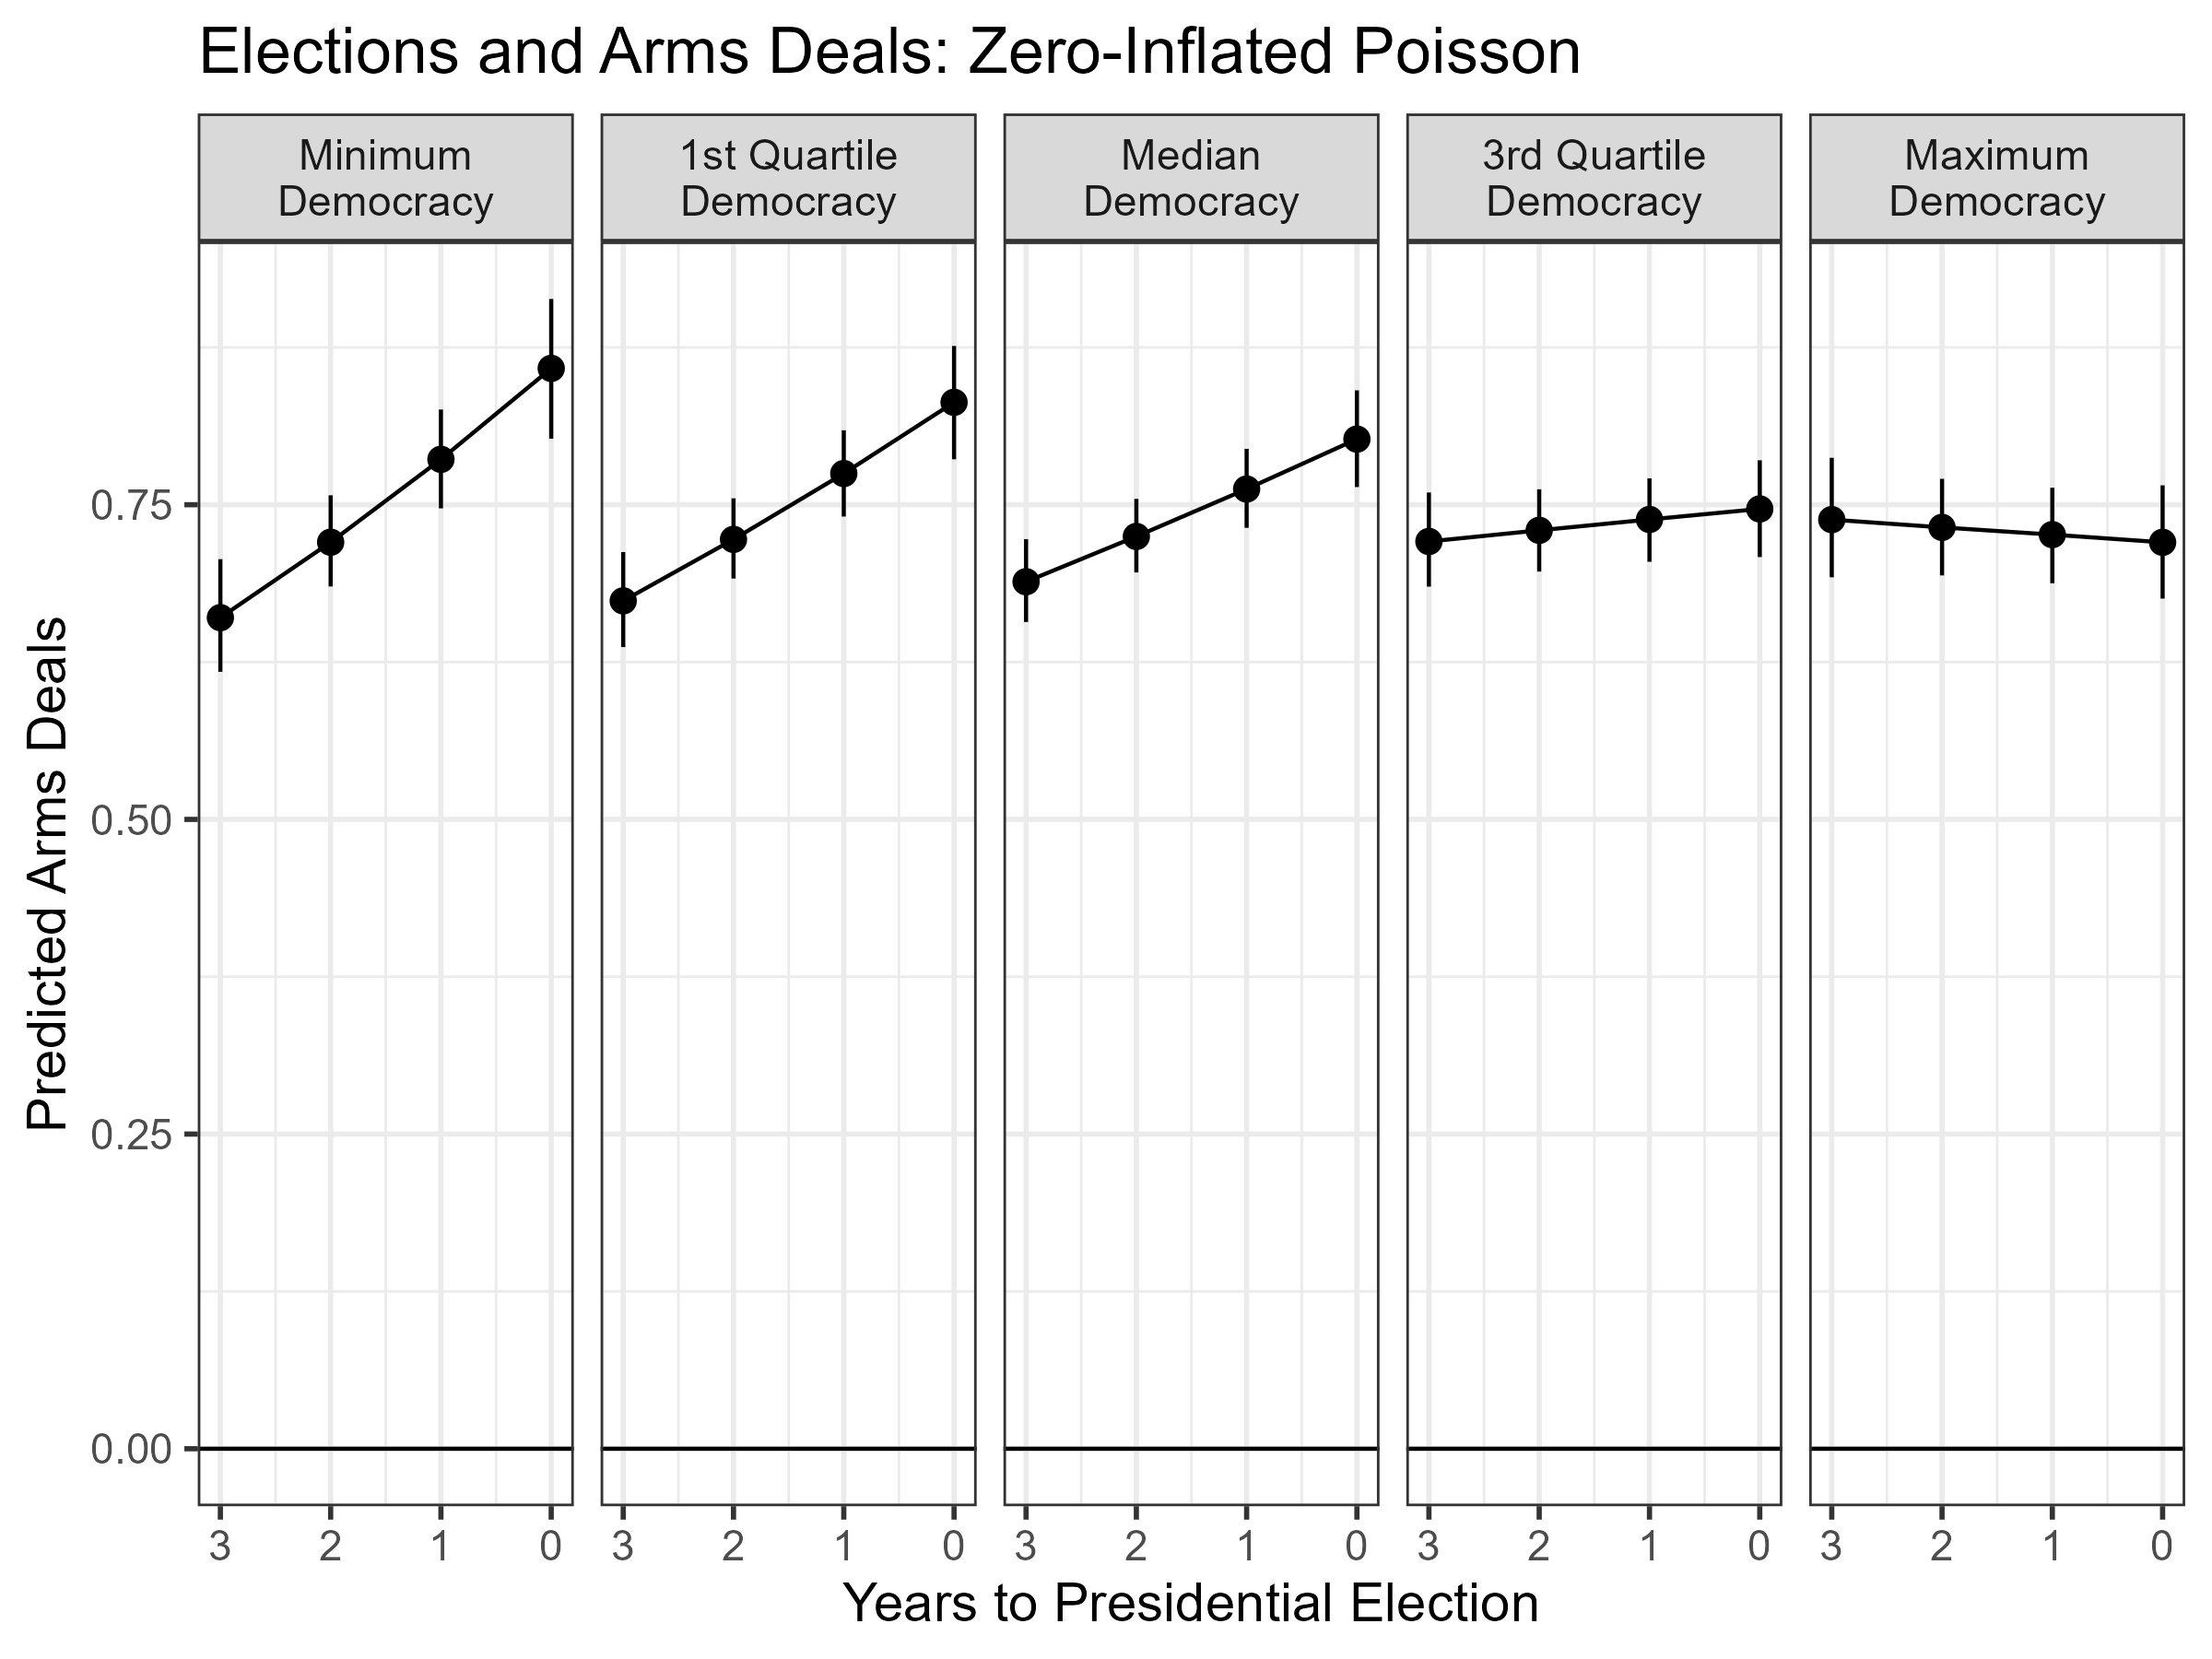 Elections and Arms Deals: Zero-Inflated Poisson
Minimum
Democracy
1st Quartile
Democracy
Median
Democracy
3rd Quartile
Democracy
Maximum
Democracy
Predicted Arms Deals
0.75
0.50
0.25
0.00
3 2 1 0
3 2 1 0
3 2 1 0
3 2 1 0
3 2 1 0
Years to Presidential Election